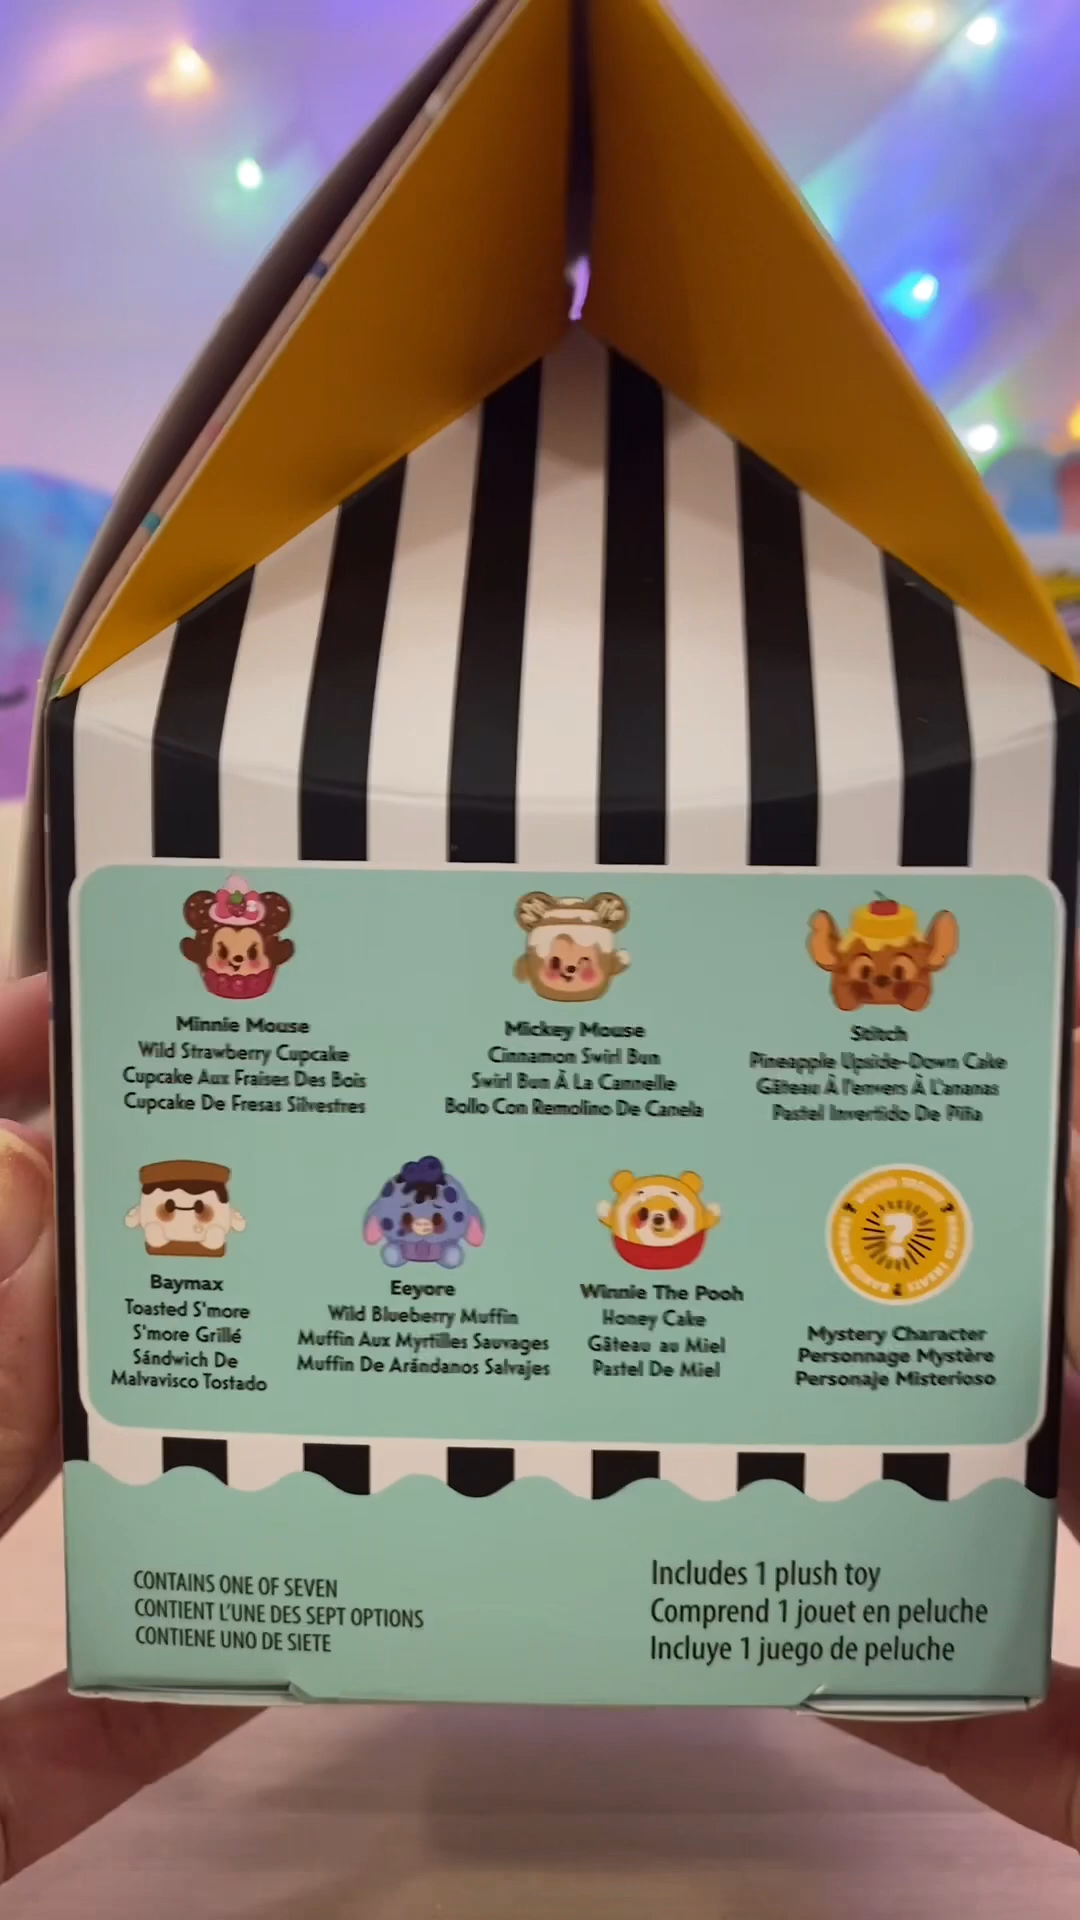 Minnie Mouse
Wild Strawberry Cupcake
Cupcake Aux Fraises Des Bois
Cupcake De Fresas Silvestres
Mickey Mouse
Cinnamon Swirl Bun
Swirl Bun À La Cannelle
Bollo Con Remolino De Canela
Stitch
Pineapple Upside-Down Cake
Gâteau À l'envers À L'ananas
Pastel Invertido De Piña
Baymax
Toasted S'more
S'more Grillé
Sándwich De
Malvavisco Tostado
Eeyore
Wild Blueberry Muffin
Muffin Aux Myrtilles Sauvages
Muffin De Arándanos Salvajes
Winnie The Pooh
Honey Cake
Gâteau au Miel
Pastel De Miel
?
Mystery Character
Personnage Mystère
Personaje Misterioso
CONTAINS ONE OF SEVEN
CONTIENT L'UNE DES SEPT OPTIONS
CONTIENE UNO DE SIETE
Includes 1 plush toy
Comprend 1 jouet en peluche
Incluye 1 juego de peluche